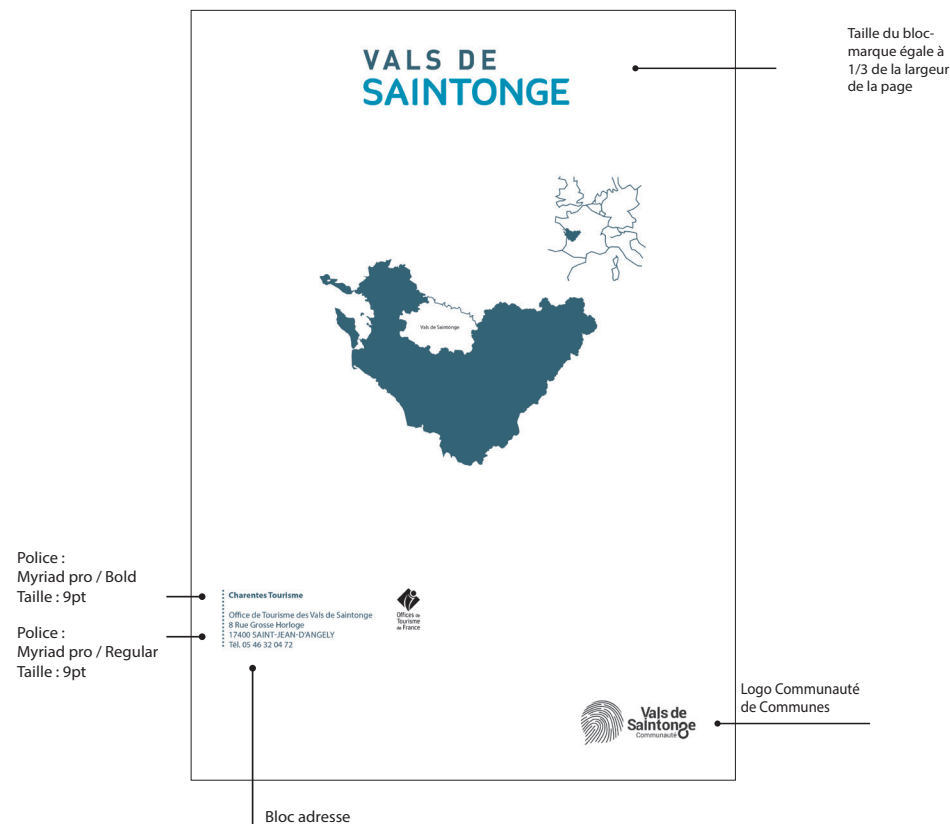 VALS DE
SAINTONGE
Taille du bloc-
marque égale à
1/3 de la largeur
de la page
Vals de Saintonge
Police :
Myriad pro / Bold
Taille : 9pt
Police :
Myriad pro / Regular
Taille : 9pt
Charentes Tourisme
Office de Tourisme des Vals de Saintonge
8 Rue Grosse Horloge
17400 SAINT-JEAN-D'ANGELY
Tél. 05 46 32 04 72
Offices de
Tourisme
de France
Vals de
Saintonge
Communauté
Logo Communauté
de Communes
Bloc adresse